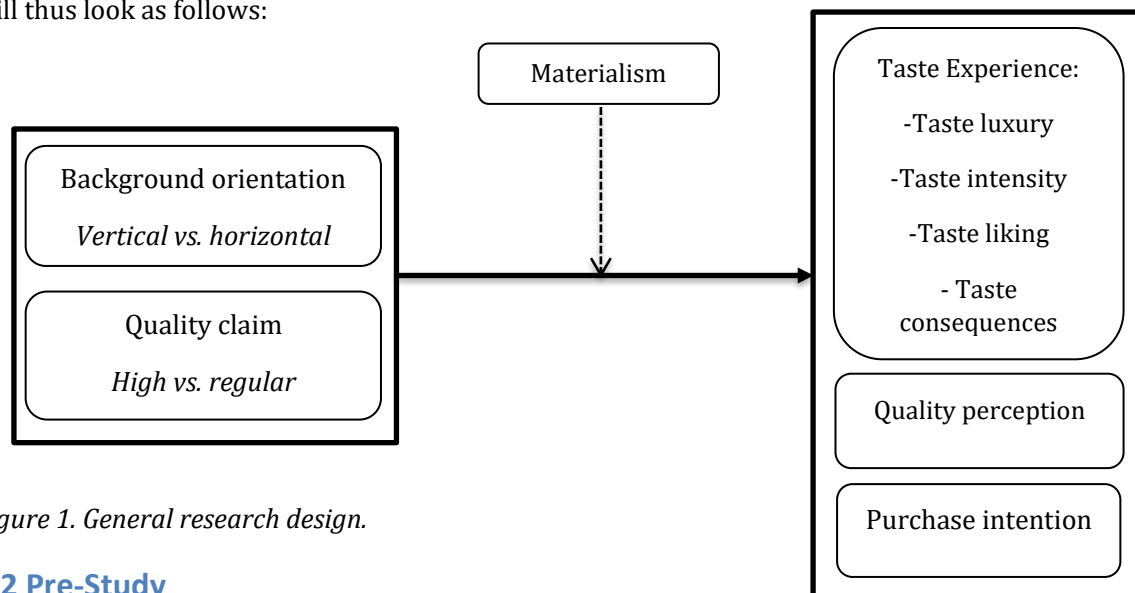 ill thus look as follows:
Materialism
Background orientation
Vertical vs. horizontal
Quality claim
High vs. regular
Taste Experience:
-Taste luxury
-Taste intensity
-Taste liking
- Taste
consequences
Quality perception
Purchase intention
gure 1. General research design.
2 Pre-Study